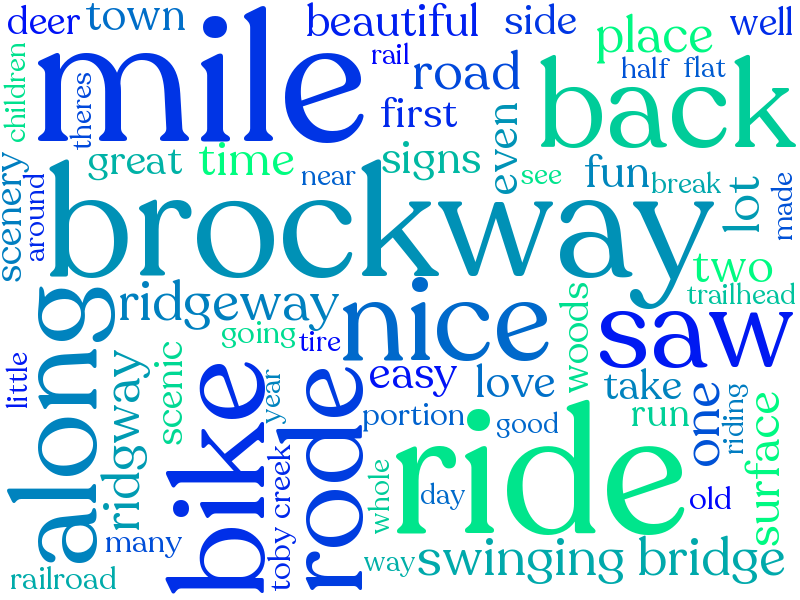 deer
town
beautiful
side
place
well
children
theres
mile
rail
road
half
flat
first
back
great
time
near
signs
even
see
fun
break
lot
made
scenery
around
brockway
two
trailhead
along
ridgeway
going
tire
nice
woods
saw
little
ridgway
scenic
bike
year
rode
easy
love
take
run
one
riding
surface
portion
good
ride
toby creek
whole
day
old
many
railroad
way
swinging bridge